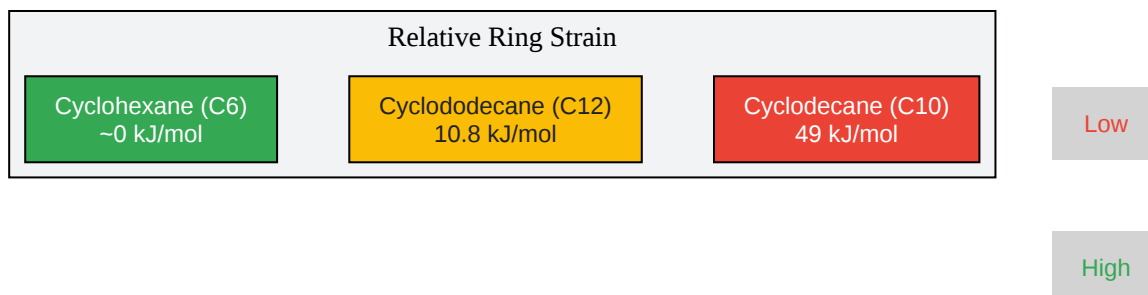 Relative Ring Strain
Cyclohexane (C6)
~0 kJ/mol
Cyclododecane (C12)
10.8 kJ/mol
Cyclodecane (C10)
49 kJ/mol
Low
High